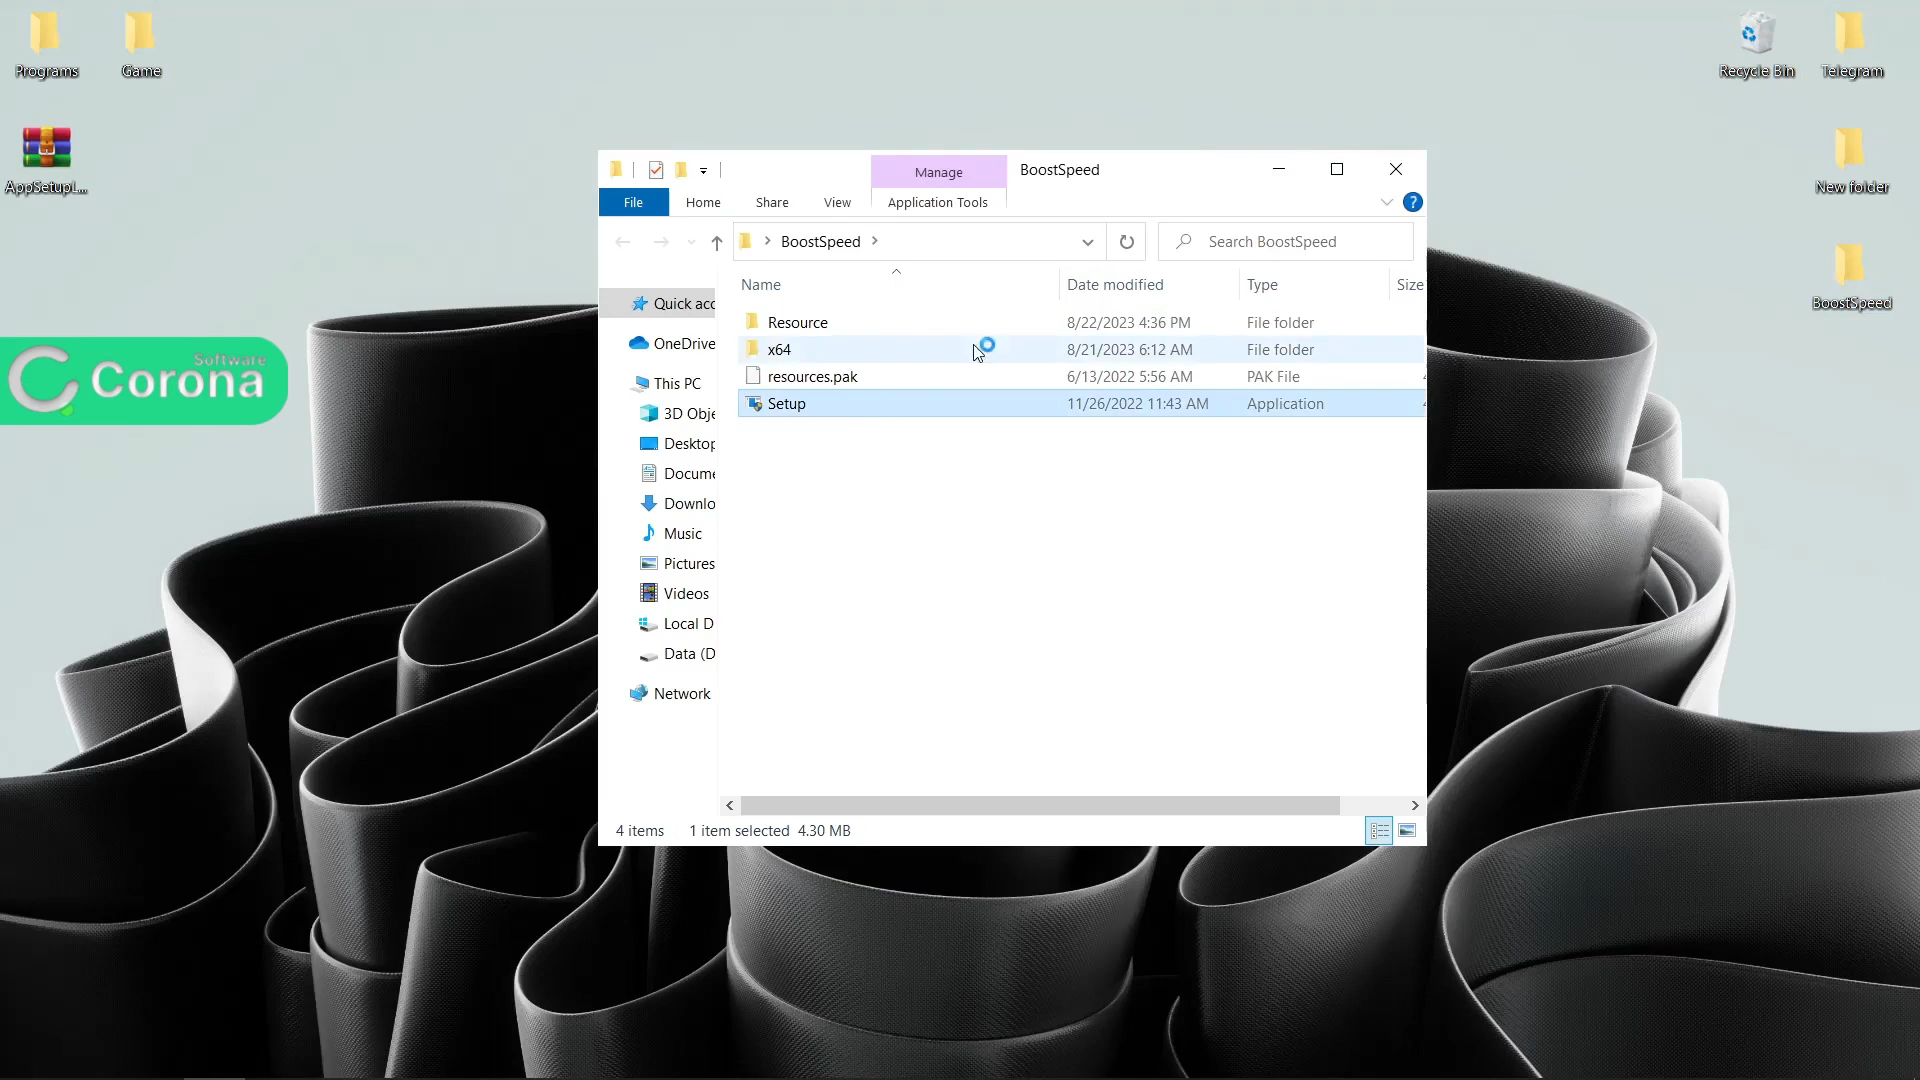 Programs
Game
Recycle Bin
Telegram
AppSetupL...
New folder
BoostSpeed
Software
Corona
Manage
BoostSpeed
File
Home
Share
View
Application Tools
BoostSpeed
Search BoostSpeed
Name
Date modified
Type
Size
Quick acc
OneDrive
This PC
3D Obje
Desktop
Docume
Downlo
Music
Pictures
Videos
Local D
Data (D
Network
Resource 8/22/2023 4:36 PM File folder
x64 8/21/2023 6:12 AM File folder
resources.pak 6/13/2022 5:56 AM PAK File
Setup 11/26/2022 11:43 AM Application
4 items 1 item selected 4.30 MB